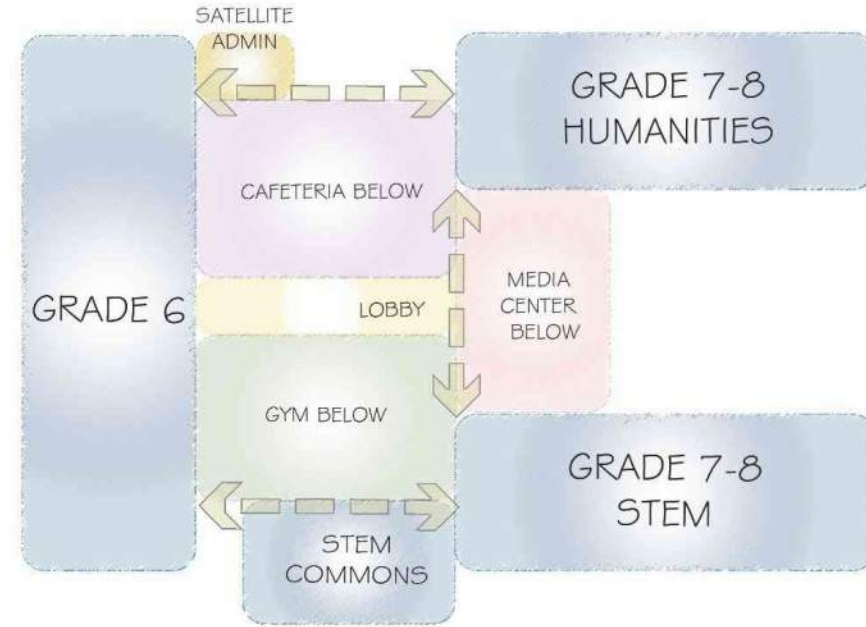 SATELLITE
ADMIN
GRADE 7-8
HUMANITIES
CAFETERIA BELOW
GRADE 6
LOBBY
MEDIA
CENTER
BELOW
GYM BELOW
GRADE 7-8
STEM
STEM
COMMONS